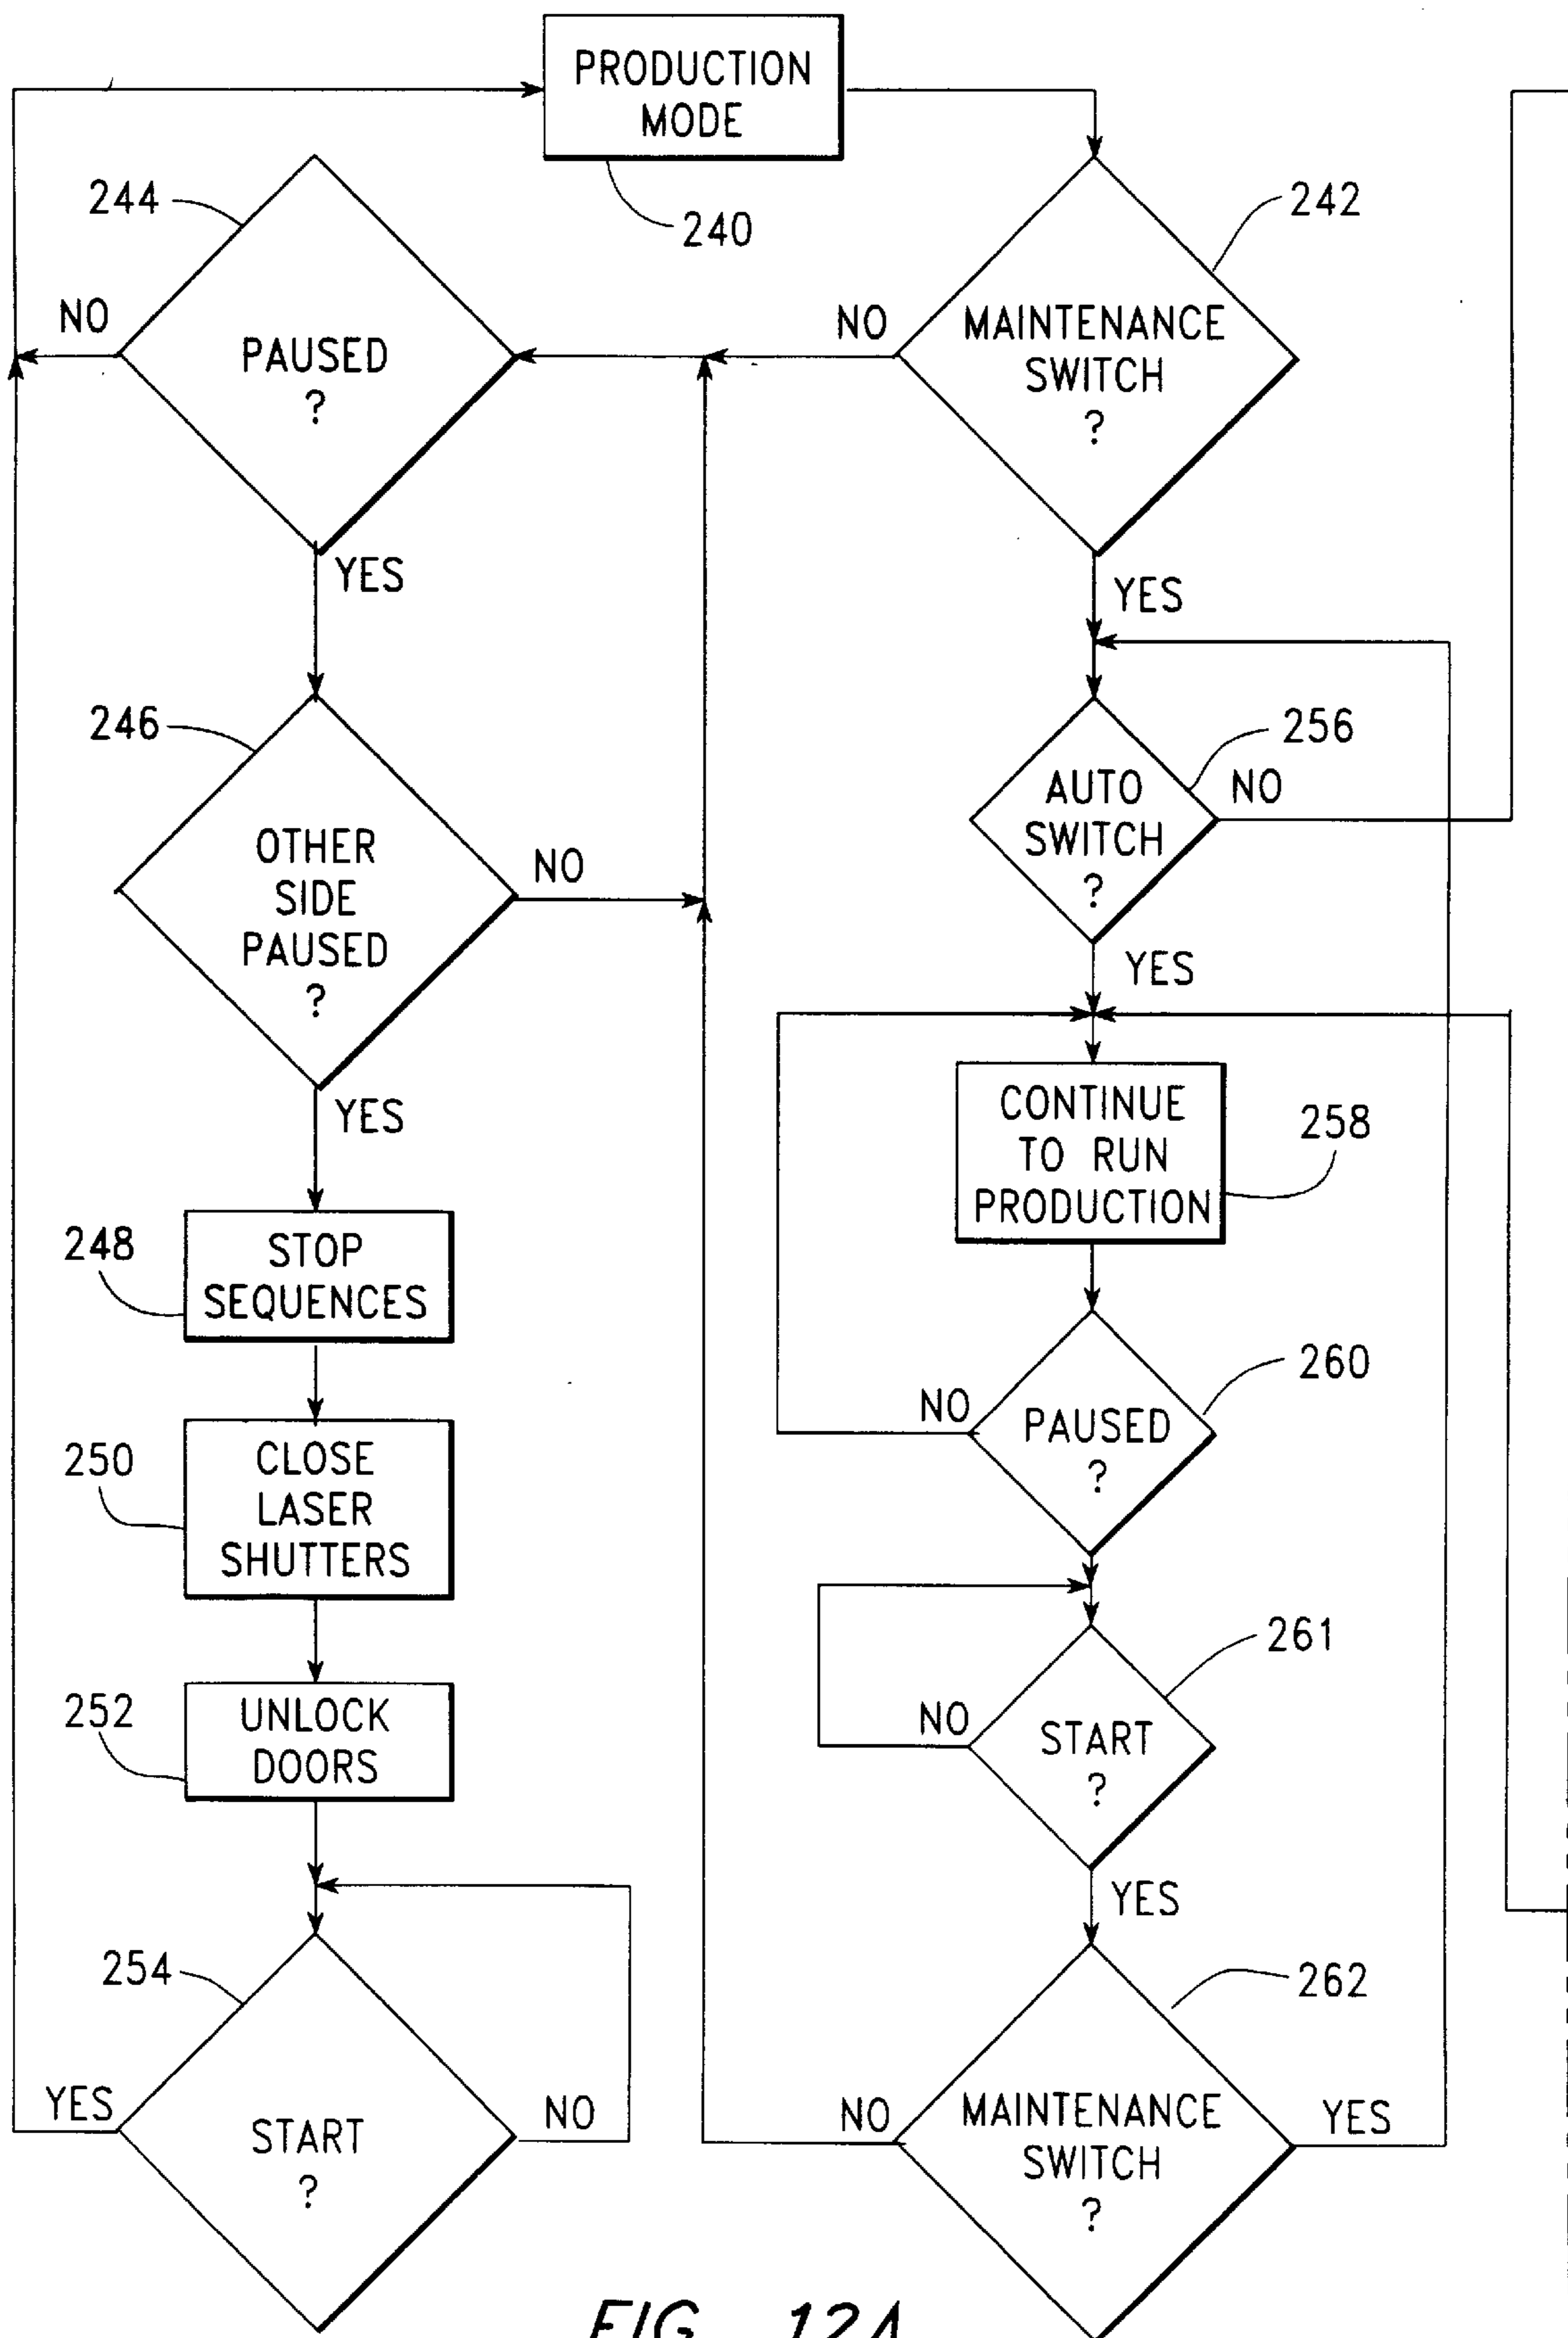 PRODUCTION
MODE
240
244
242
NO
PAUSED
?
NO
MAINTENANCE
SWITCH
?
YES
YES
246
OTHER
SIDE
PAUSED
?
NO
256
AUTO
SWITCH
?
NO
YES
YES
CONTINUE
TO RUN
PRODUCTION
258
248
STOP
SEQUENCES
260
NO
PAUSED
?
250
CLOSE
LASER
SHUTTERS
261
NO
START
?
252
UNLOCK
DOORS
YES
254
262
YES
START
?
NO
NO
MAINTENANCE
SWITCH
?
YES
FIG. 12A